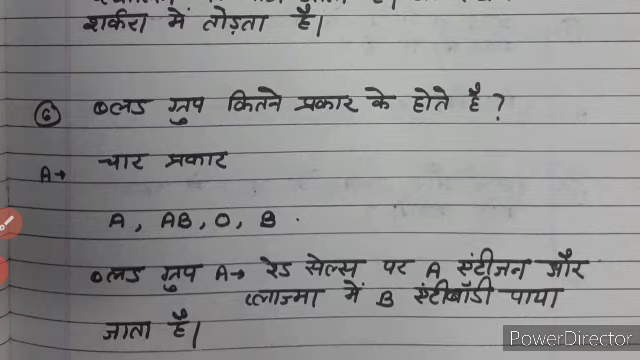 शर्करा में तोड़ता है।
6 ब्लड ग्रुप कितने प्रकार के होते है ?
A→ चार प्रकार
A, AB, O, B.
ब्लड ग्रुप A→ रेड सेल्स पर A एंटीजन और
प्लाज्मा में B एंटीबॉडी पाया
जाता है।
PowerDirector